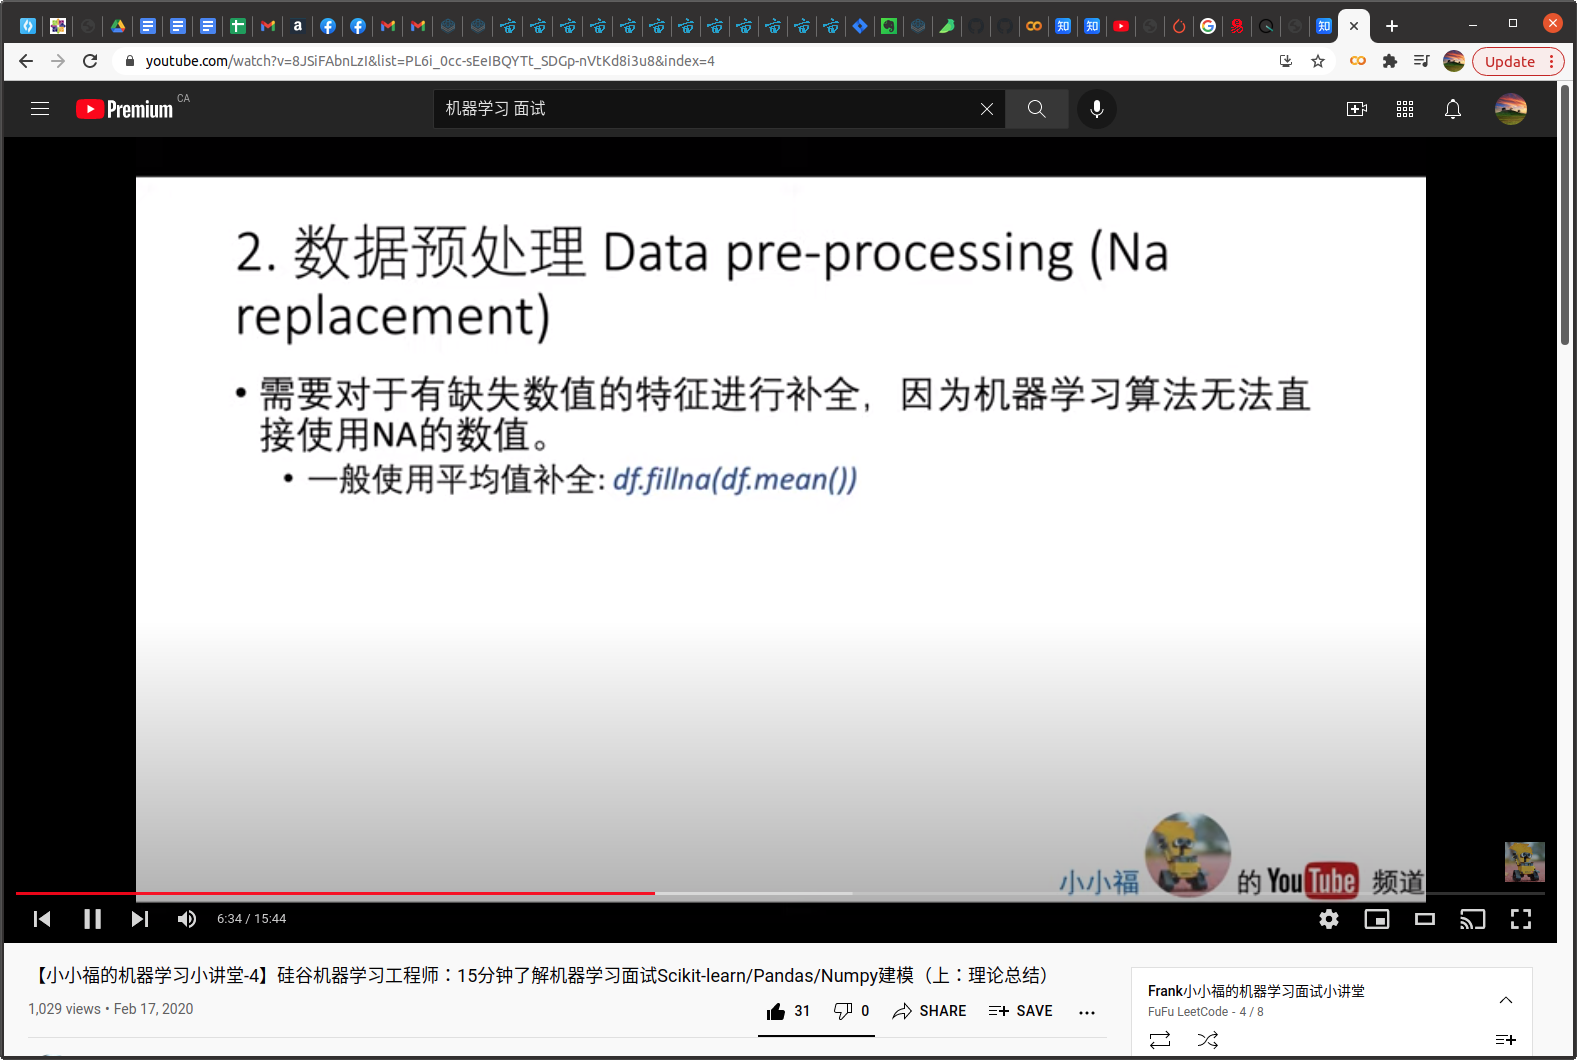 youtube.com/watch?v=8JSiFAbnLzI&list=PL6i_0cc-sEeIBQYTt_SDGp-nVtKd8i3u8&index=4
Update
Premium CA
机器学习 面试
2. 数据预处理 Data pre-processing (Na
replacement)
• 需要对于有缺失数值的特征进行补全，因为机器学习算法无法直
接使用NA的数值。
• 一般使用平均值补全: df.fillna(df.mean())
小小福 的 YouTube 频道
6:34 / 15:44
【小小福的机器学习小讲堂-4】硅谷机器学习工程师：15分钟了解机器学习面试Scikit-learn/Pandas/Numpy建模（上：理论总结）
1,029 views • Feb 17, 2020
31 0 SHARE SAVE
Frank小小福的机器学习面试小讲堂
FuFu LeetCode - 4 / 8